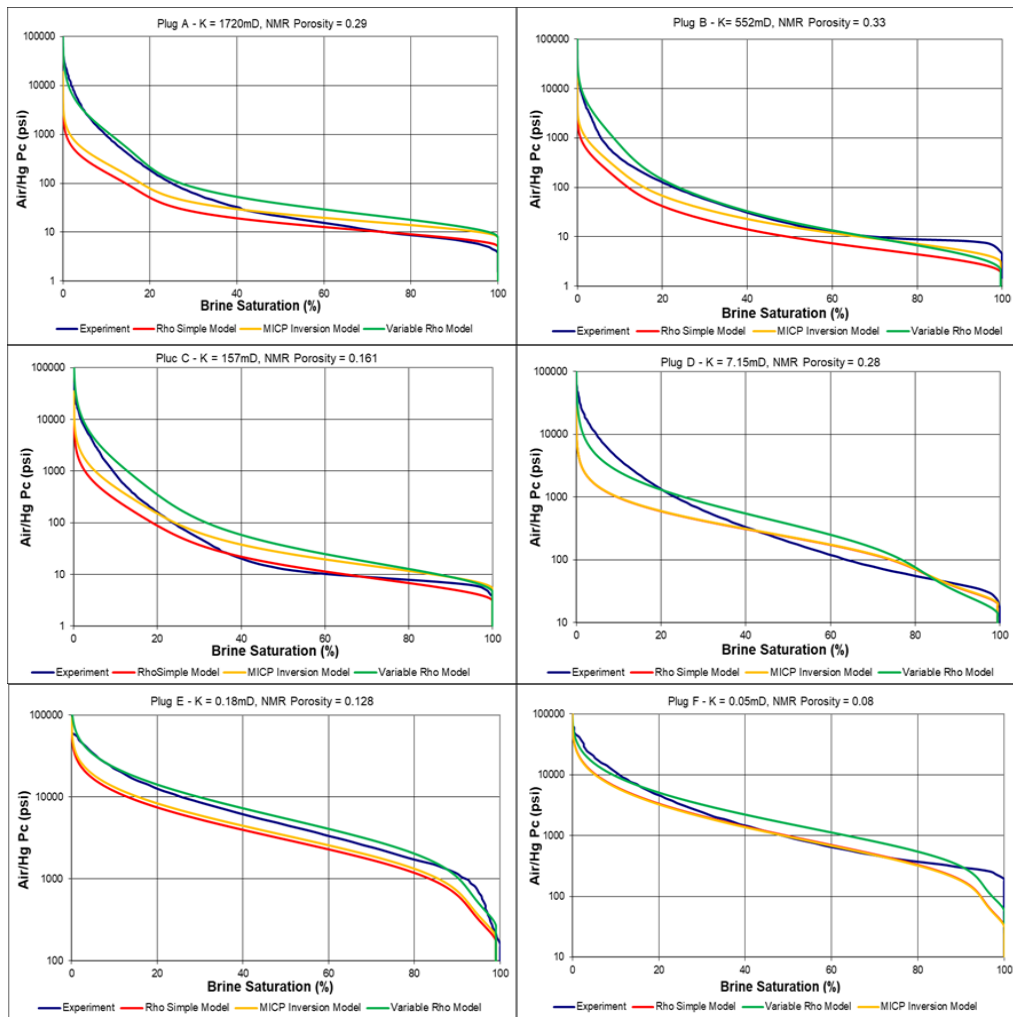 Plug A - K = 1720mD, NMR Porosity = 0.29
100000
10000
1000
100
10
1
Air/Hg Pc (psi)
0 20 40 60 80 100
Brine Saturation (%)
Experiment Rho Simple Model MICP Inversion Model Variable Rho Model
Plug B - K= 552mD, NMR Porosity = 0.33
100000
10000
1000
100
10
1
Air/Hg Pc (psi)
0 20 40 60 80 100
Brine Saturation (%)
Experiment Rho Simple Model MICP Inversion Model Variable Rho Model
Pluc C - K = 157mD, NMR Porosity = 0.161
100000
10000
1000
100
10
1
Air/Hg Pc (psi)
0 20 40 60 80 100
Brine Saturation (%)
Experiment RhoSimple Model MICP Inversion Model Variable Rho Model
Plug D - K = 7.15mD, NMR Porosity = 0.28
100000
10000
1000
100
10
Air/Hg Pc (psi)
0 20 40 60 80 100
Brine Saturation (%)
Experiment Rho Simple Model MICP Inversion Model Variable Rho Model
Plug E - K = 0.18mD, NMR Porosity = 0.128
100000
10000
1000
100
Air/Hg Pc (psi)
0 20 40 60 80 100
Brine Saturation (%)
Experiment Rho Simple Model MICP Inversion Model Variable Rho Model
Plug F - K = 0.05mD, NMR Porosity = 0.08
100000
10000
1000
100
10
Air/Hg Pc (psi)
0 20 40 60 80 100
Brine Saturation (%)
Experiment Rho Simple Model Variable Rho Model MICP Inversion Model